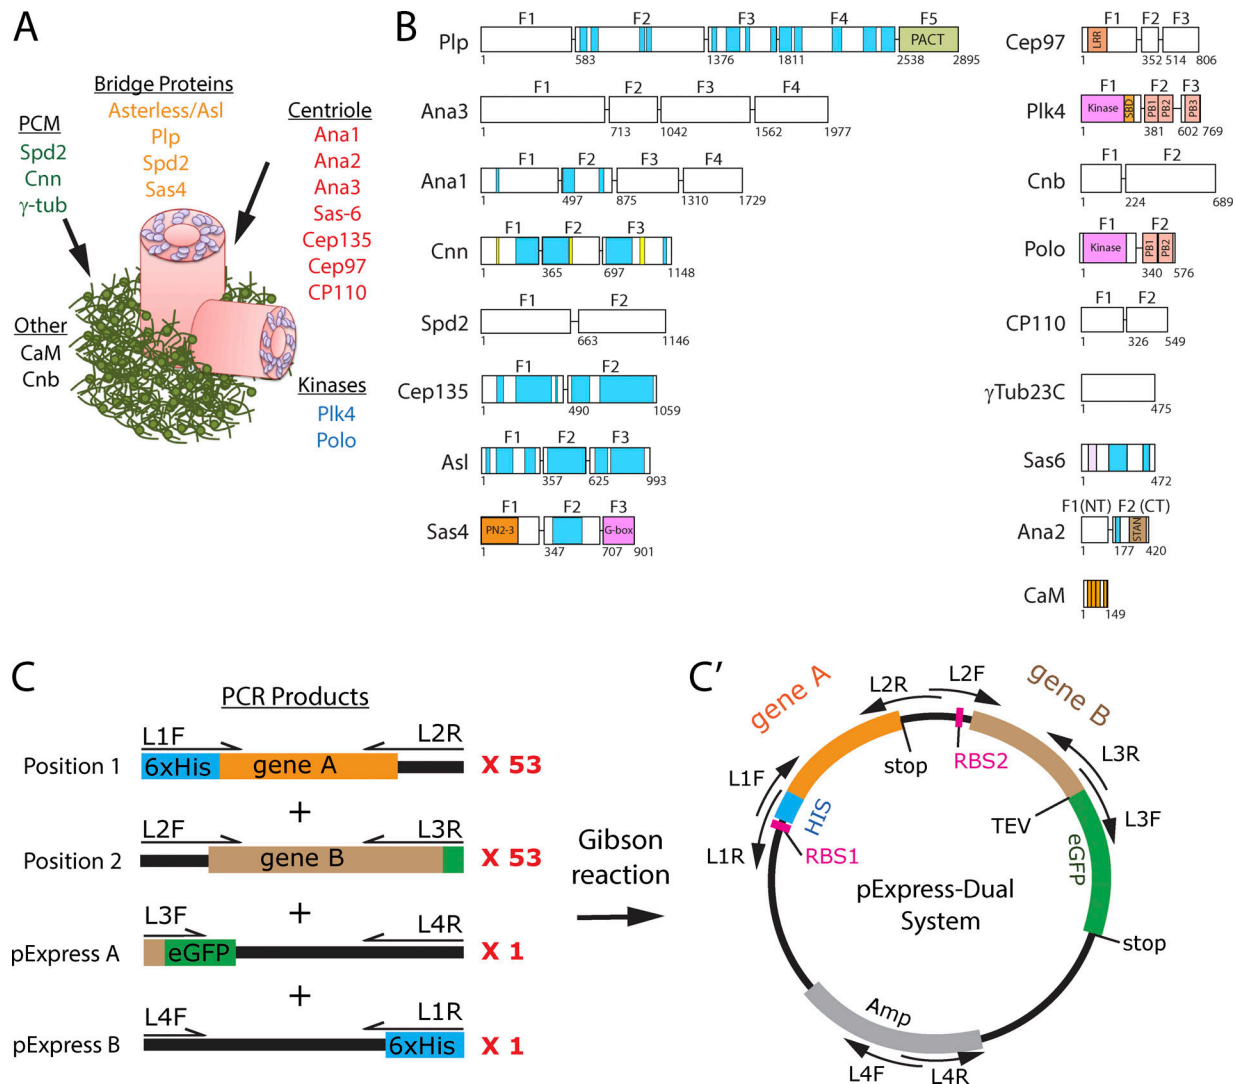 A
Bridge Proteins
Asterless/Asl
Plp
Spd2
Sas4
PCM
Spd2
Cnn
γ-tub
Centriole
Ana1
Ana2
Ana3
Sas-6
Cep135
Cep97
CP110
Other
CaM
Cnb
Kinases
Plk4
Polo
B
F1 F2 F3 F4 F5
Plp PACT
1 583 1376 1811 2538 2895
F1 F2 F3 F4
Ana3
1 713 1042 1562 1977
F1 F2 F3 F4
Ana1
1 497 875 1310 1729
F1 F2 F3
Cnn
1 365 697 1148
F1 F2
Spd2
1 663 1146
F1 F2
Cep135
1 490 1059
F1 F2 F3
Asl
1 357 625 993
F1 F2 F3
Sas4 PN2-3 G-box
1 347 707 901
F1 F2 F3
Cep97 LRR
1 352 514 806
F1 F2 F3
Plk4 Kinase SBD PB1 PB2 PB3
1 381 602 769
F1 F2
Cnb
1 224 689
F1 F2
Polo Kinase PB1 PB2
1 340 576
F1 F2
CP110
1 326 549
γTub23C
1 475
Sas6
1 472
F1(NT) F2 (CT)
Ana2 STAN
1 177 420
CaM
1 149
C
PCR Products
L1F L2R
Position 1 6xHis gene A X 53
+
L2F L3R
Position 2 gene B X 53
+
L3F L4R
pExpress A eGFP X 1
+
L4F L1R
pExpress B 6xHis X 1
Gibson
reaction
C'
gene A
gene B
L2R
L2F
stop
RBS2
L3R
L1F
HIS
TEV
L3F
L1R
RBS1
eGFP
pExpress-Dual
System
stop
Amp
L4F
L4R